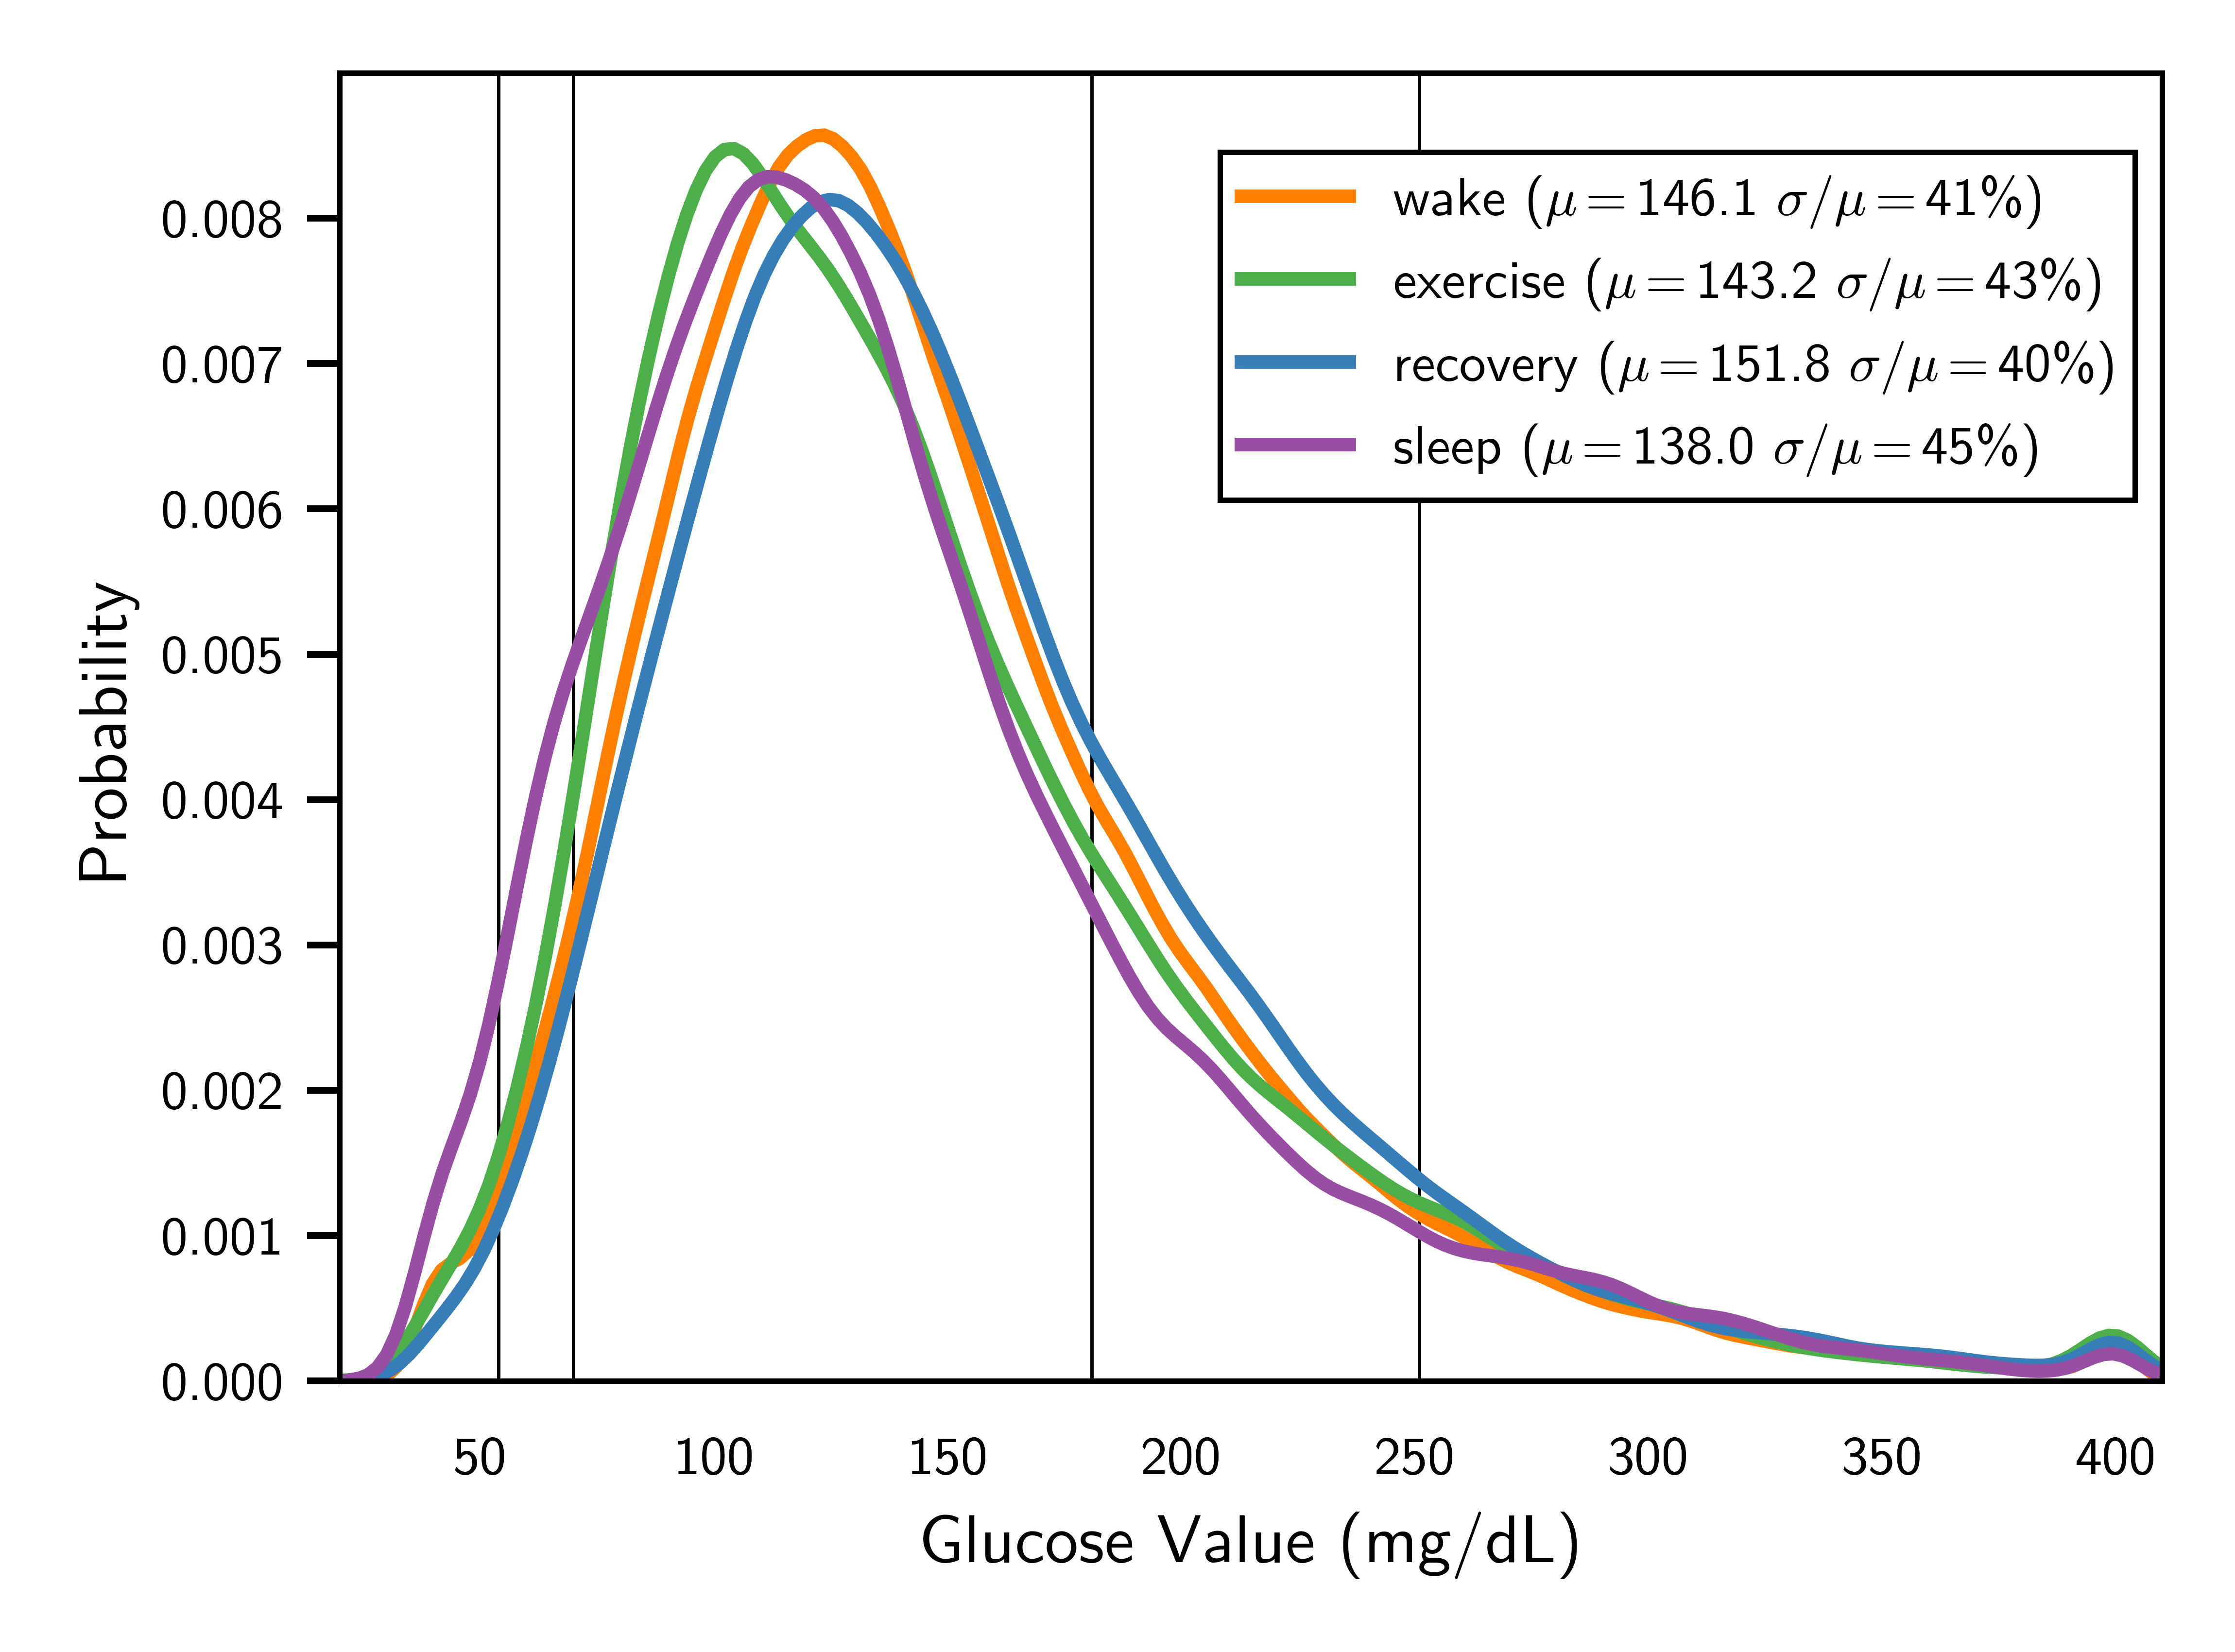 Probability
0.008
0.007
0.006
0.005
0.004
0.003
0.002
0.001
0.000
wake (μ = 146.1 σ/μ = 41%)
exercise (μ = 143.2 σ/μ = 43%)
recovery (μ = 151.8 σ/μ = 40%)
sleep (μ = 138.0 σ/μ = 45%)
50 100 150 200 250 300 350 400
Glucose Value (mg/dL)